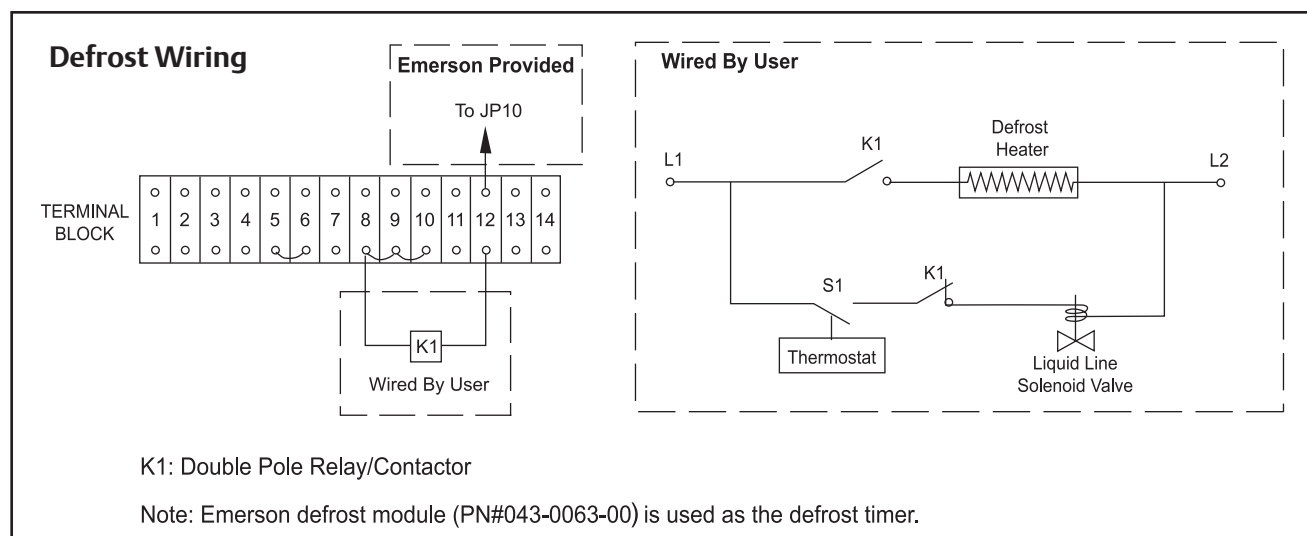 Defrost Wiring
Emerson Provided
To JP10
TERMINAL
BLOCK
1 2 3 4 5 6 7 8 9 10 11 12 13 14
K1
Wired By User
Wired By User
L1
K1
Defrost
Heater
L2
S1
K1
Thermostat
Liquid Line
Solenoid Valve
K1: Double Pole Relay/Contactor
Note: Emerson defrost module (PN#043-0063-00) is used as the defrost timer.